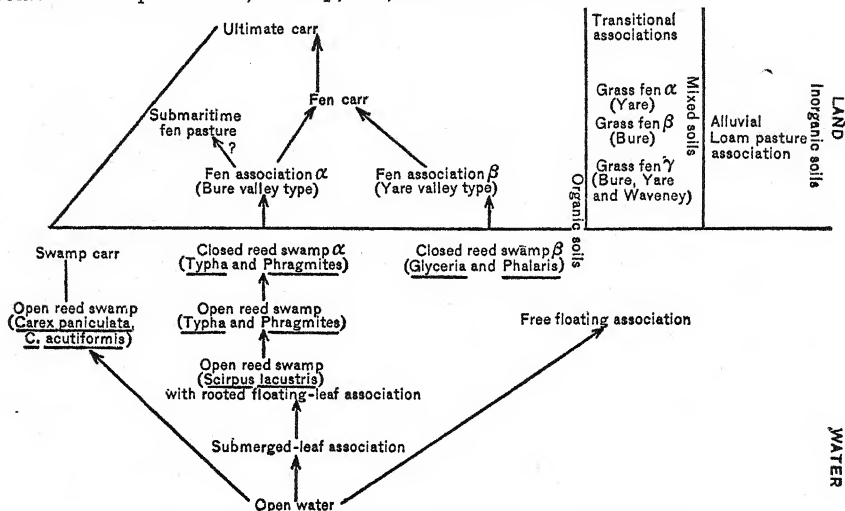 Ultimate carr
Fen carr
Submaritime
fen pasture
?
Fen association α
(Bure valley type)
Fen association β
(Yare valley type)
Transitional
associations
Grass fen α
(Yare)
Grass fen β
(Bure)
Grass fen γ
(Bure, Yare
and Waveney)
Mixed soils
Alluvial
Loam pasture
association
Inorganic soils
LAND
Organic soils
Swamp carr
Closed reed swamp α
(Typha and Phragmites)
Closed reed swamp β
(Glyceria and Phalaris)
Open reed swamp
(Carex paniculata,
C. acutiformis)
Open reed swamp
(Typha and Phragmites)
Free floating association
Open reed swamp
(Scirpus lacustris)
with rooted floating-leaf association
Submerged-leaf association
Open water
WATER